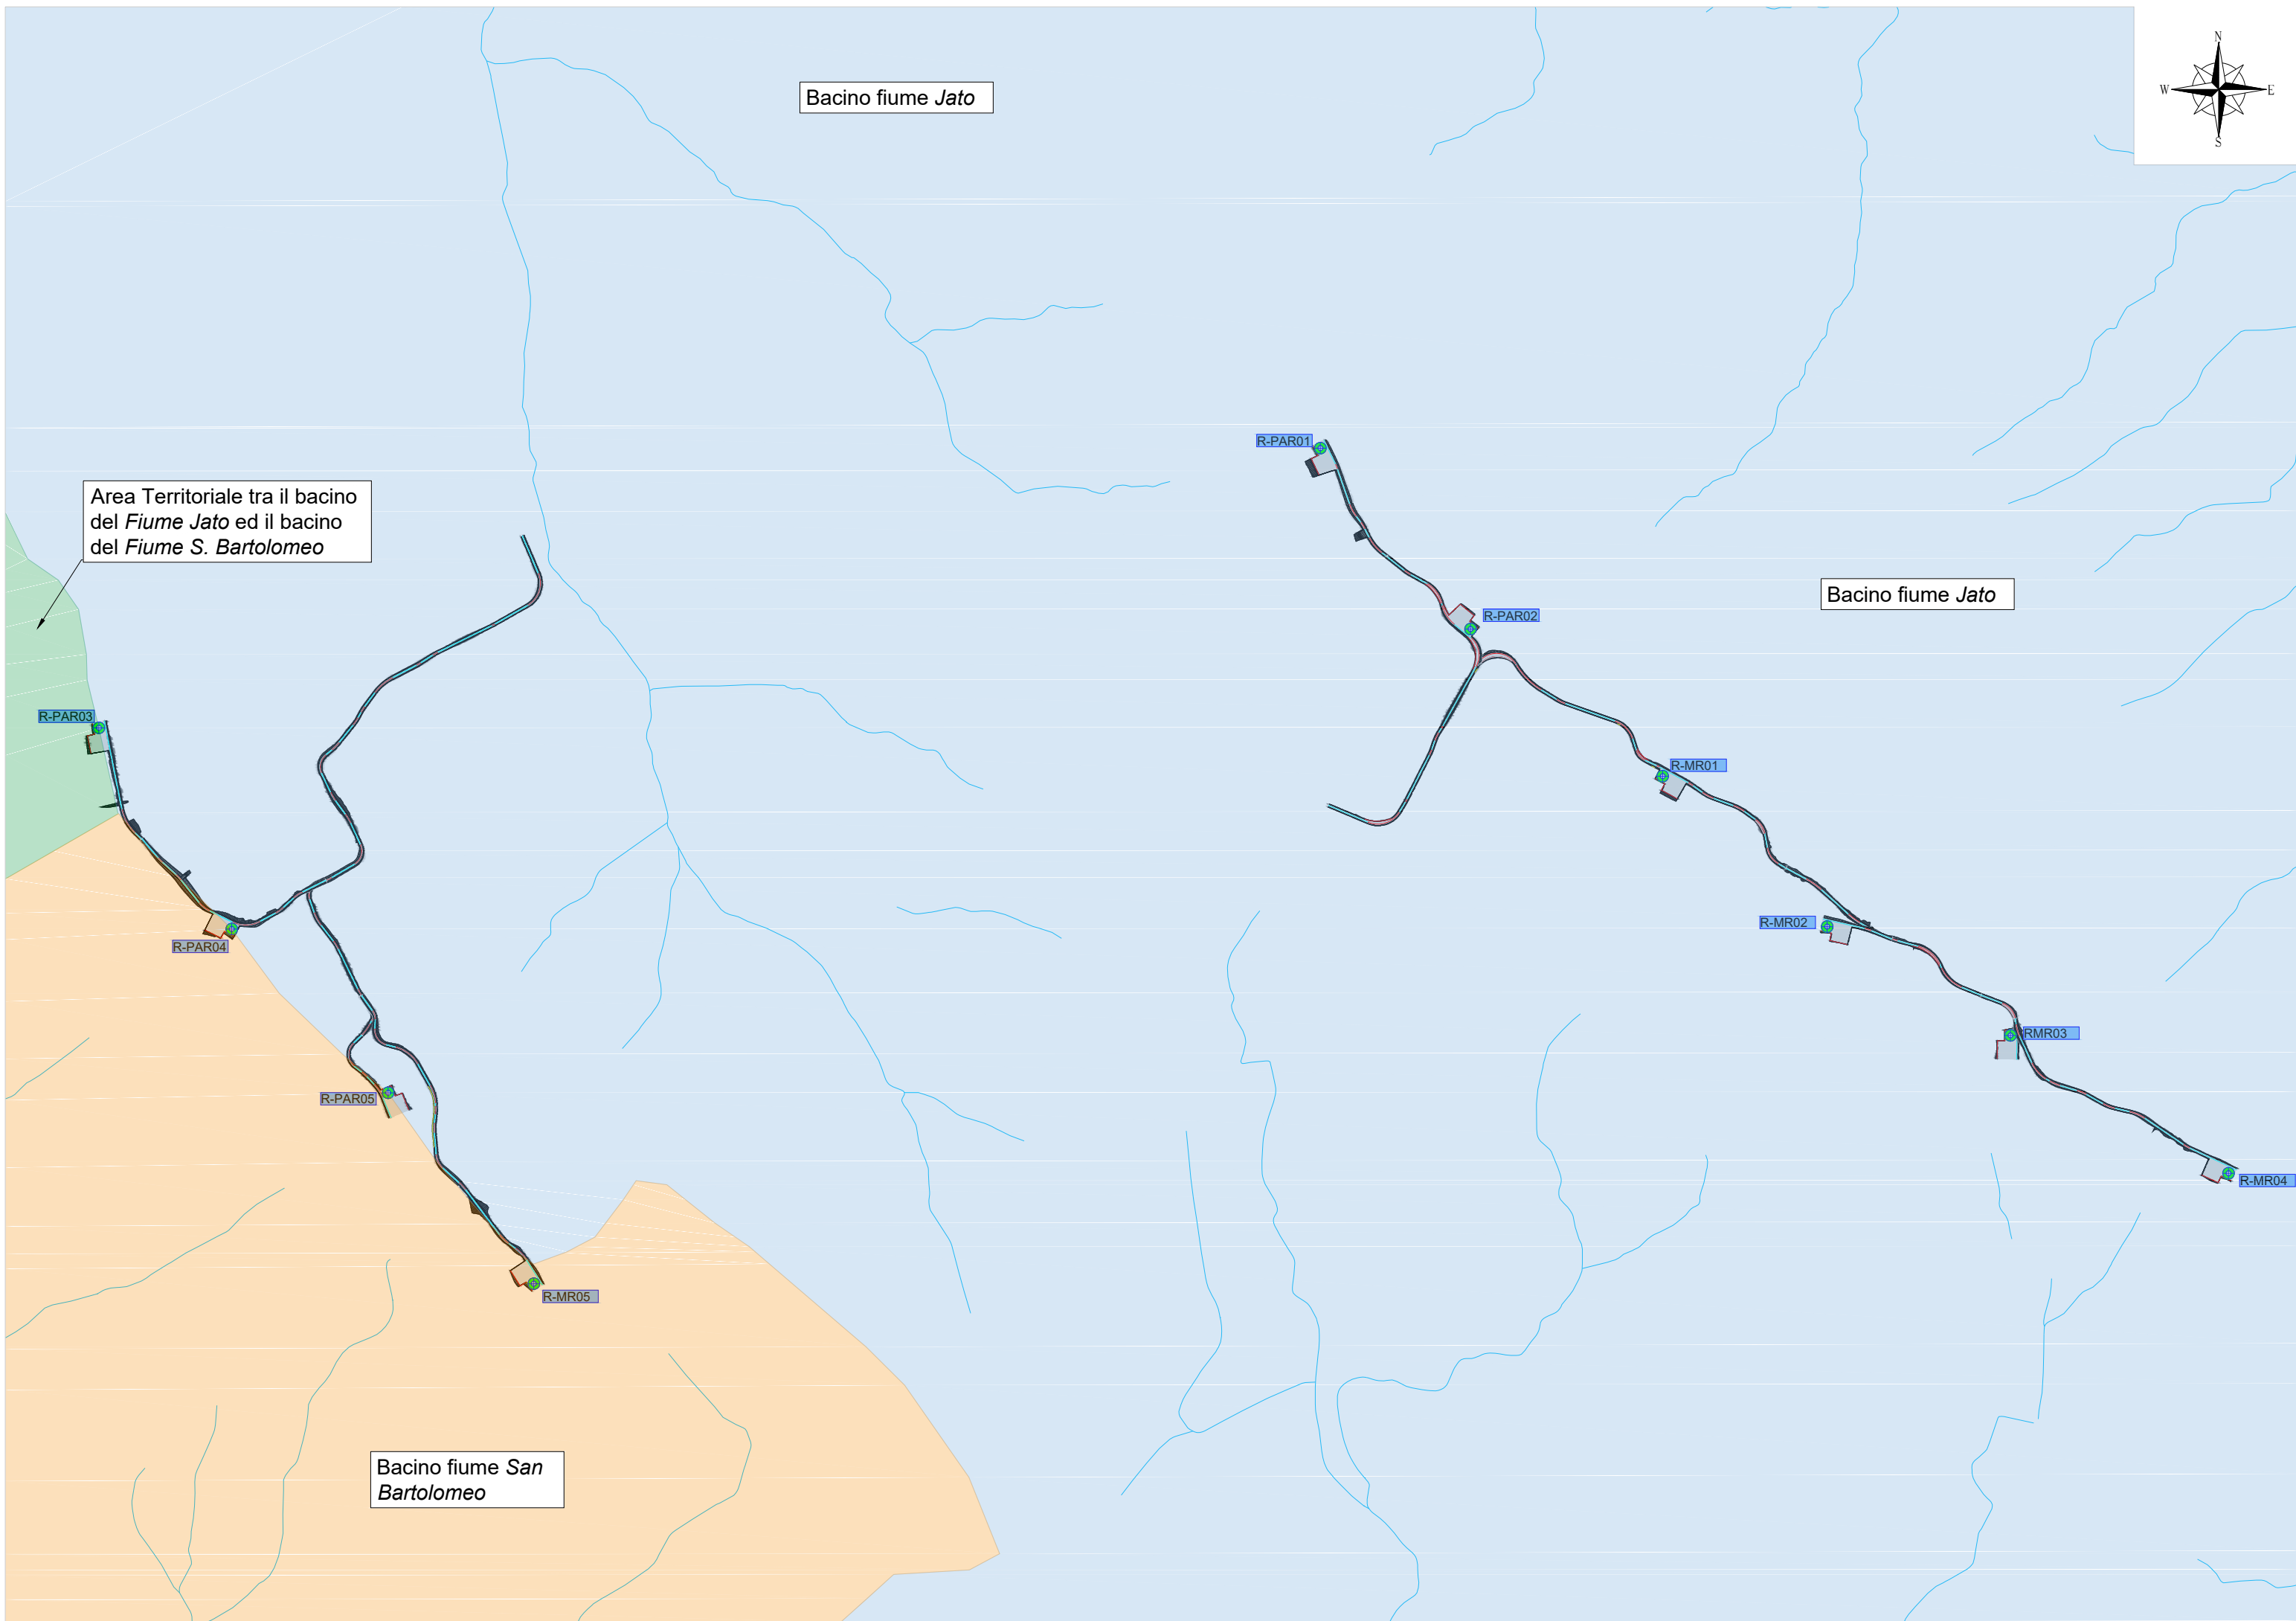 N
W
E
S
Bacino fiume Jato
R-PAR01
Area Territoriale tra il bacino
del Fiume Jato ed il bacino
del Fiume S. Bartolomeo
Bacino fiume Jato
R-PAR02
R-PAR03
R-MR01
R-MR02
R-PAR04
RMR03
R-PAR05
R-MR04
R-MR05
Bacino fiume San
Bartolomeo